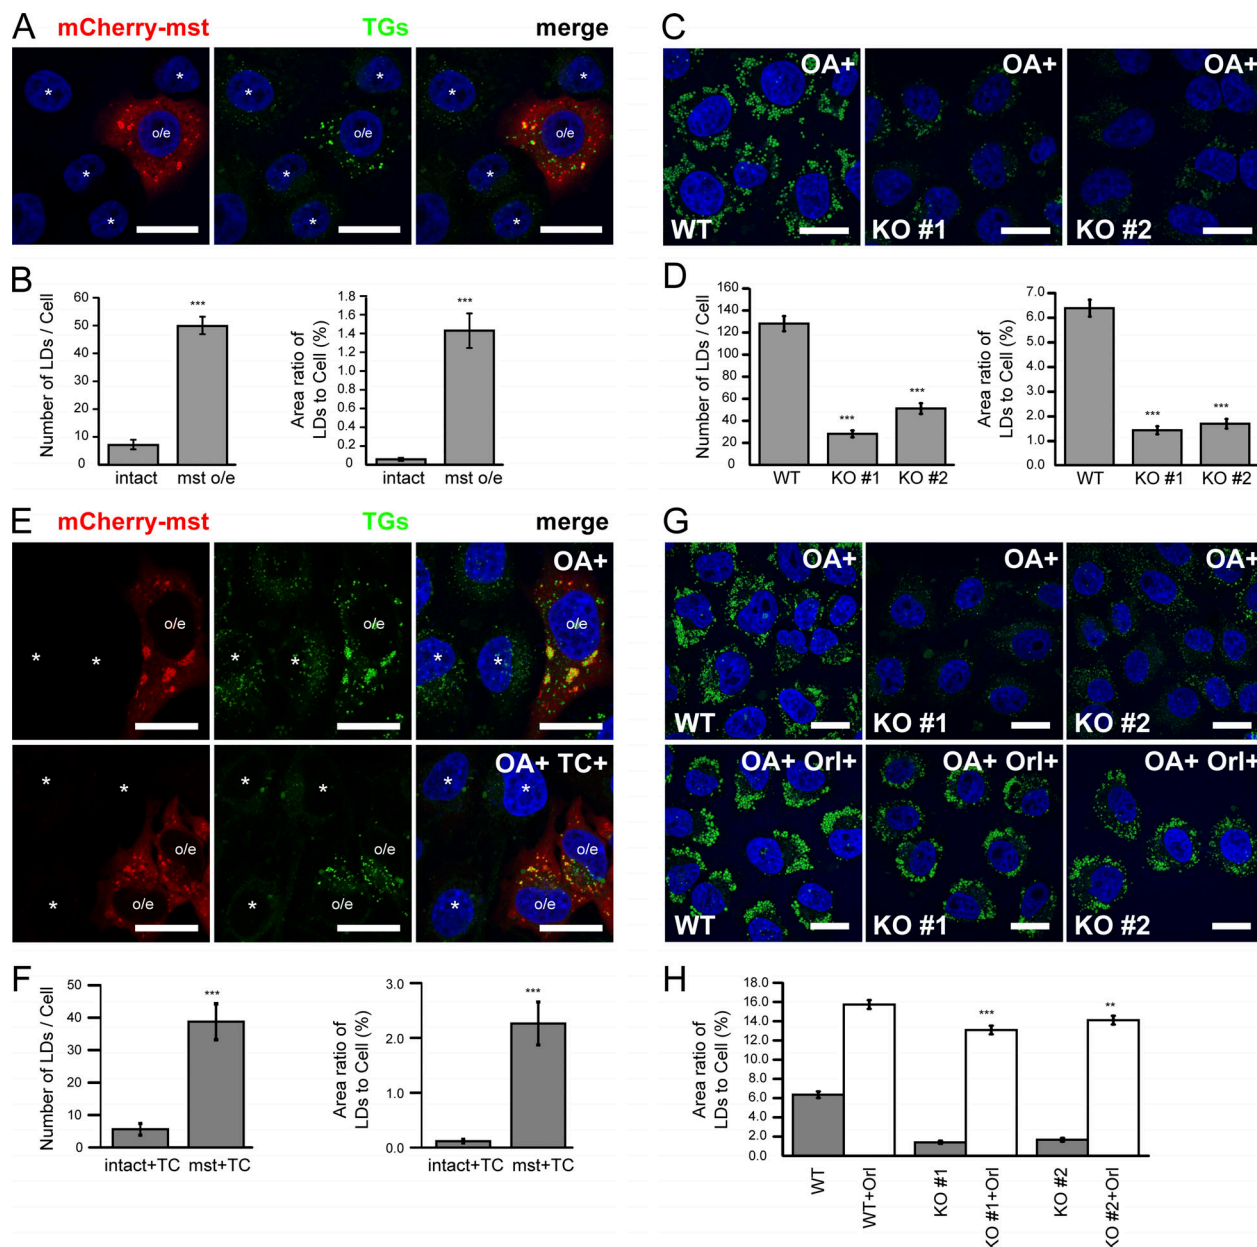 A
mCherry-mst TGs merge
* * * * o/e
* * * * o/e
* * * * o/e
B
Number of LDs / Cell
60
50
40
30
20
10
0
***
intact mst o/e
Area ratio of
LDs to Cell (%)
1.8
1.6
1.4
1.2
1.0
0.8
0.6
0.4
0.2
0
***
intact mst o/e
C
OA+ OA+ OA+
WT KO #1 KO #2
D
Number of LDs / Cell
160
140
120
100
80
60
40
20
0
*** ***
WT KO #1 KO #2
Area ratio of
LDs to Cell (%)
7.0
6.0
5.0
4.0
3.0
2.0
1.0
0.0
*** ***
WT KO #1 KO #2
E
mCherry-mst TGs merge
OA+
* * o/e
* * o/e
* *
OA+ TC+
* * * o/e o/e
* * * o/e o/e
* * * o/e o/e
F
Number of LDs / Cell
50
40
30
20
10
0
***
intact+TC mst+TC
Area ratio of
LDs to Cell (%)
3.0
2.0
1.0
0.0
***
intact+TC mst+TC
G
OA+ OA+ OA+
WT KO #1 KO #2
OA+ Orl+ OA+ Orl+ OA+ Orl+
WT KO #1 KO #2
H
Area ratio of
LDs to Cell (%)
18.0
16.0
14.0
12.0
10.0
8.0
6.0
4.0
2.0
0.0
*** **
WT
WT+Orl
KO #1
KO #1+Orl
KO #2
KO #2+Orl